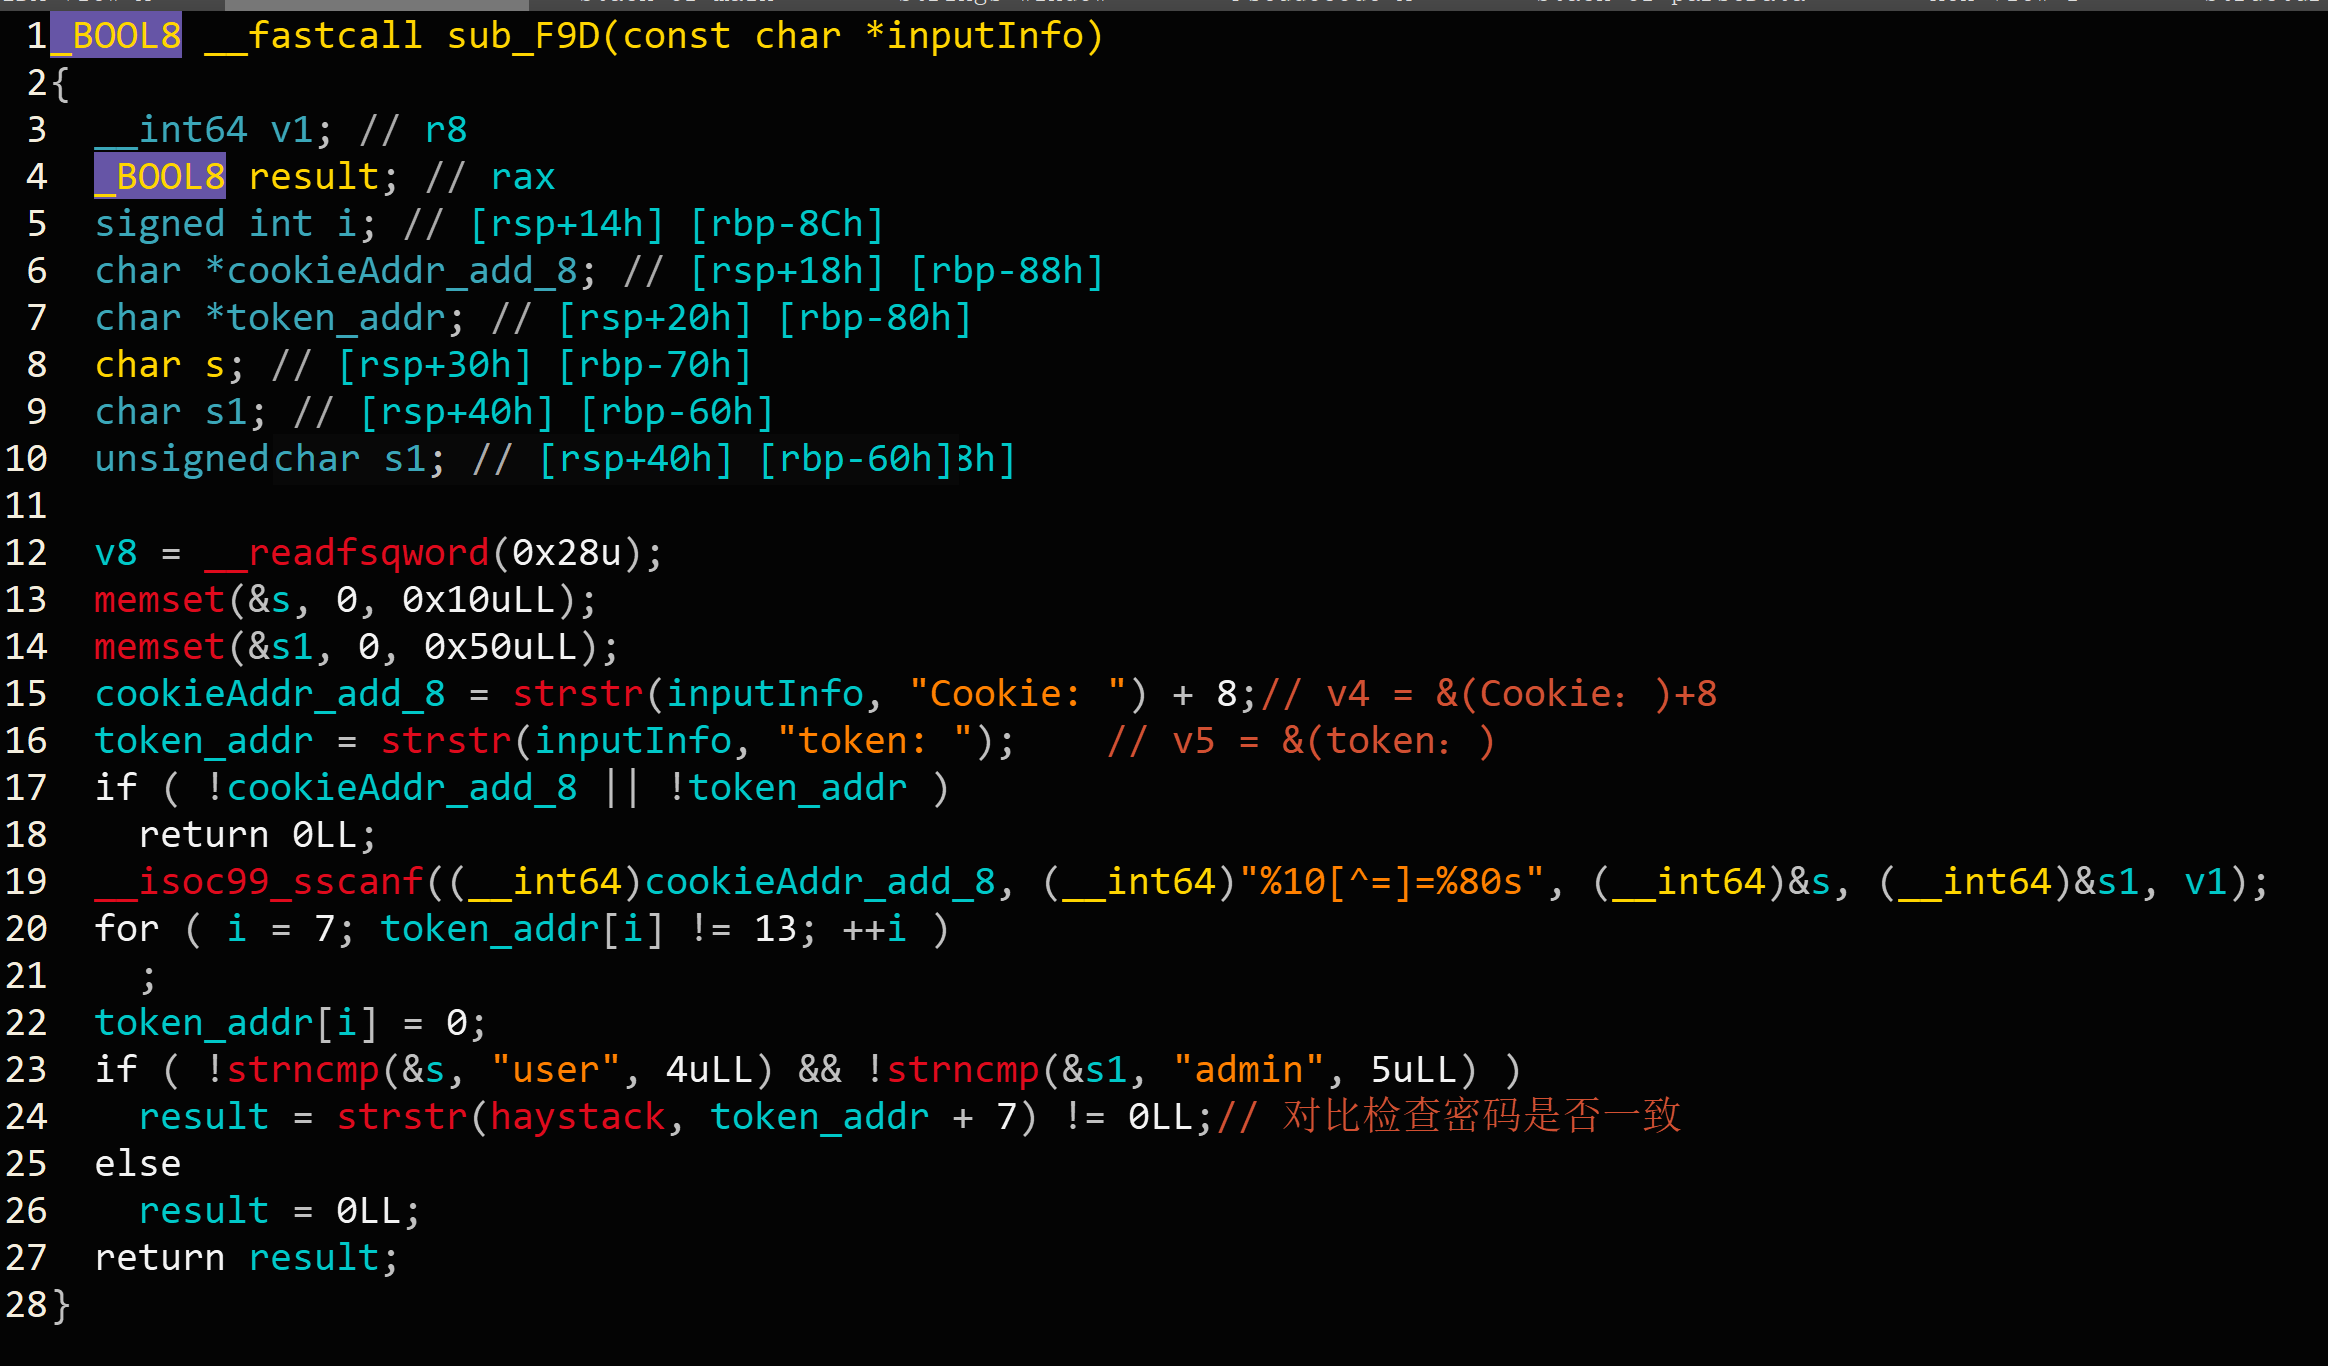 1 _BOOL8 __fastcall sub_F9D(const char *inputInfo)
2 {
3   __int64 v1; // r8
4   _BOOL8 result; // rax
5   signed int i; // [rsp+14h] [rbp-8Ch]
6   char *cookieAddr_add_8; // [rsp+18h] [rbp-88h]
7   char *token_addr; // [rsp+20h] [rbp-80h]
8   char s; // [rsp+30h] [rbp-70h]
9   char s1; // [rsp+40h] [rbp-60h]
10   unsignedchar s1; // [rsp+40h] [rbp-60h]8h]
11
12   v8 = __readfsqword(0x28u);
13   memset(&s, 0, 0x10uLL);
14   memset(&s1, 0, 0x50uLL);
15   cookieAddr_add_8 = strstr(inputInfo, "Cookie: ") + 8;// v4 = &(Cookie：)+8
16   token_addr = strstr(inputInfo, "token: ");    // v5 = &(token：)
17   if ( !cookieAddr_add_8 || !token_addr )
18     return 0LL;
19   __isoc99_sscanf((__int64)cookieAddr_add_8, (__int64)"%10[^=]=%80s", (__int64)&s, (__int64)&s1, v1);
20   for ( i = 7; token_addr[i] != 13; ++i )
21     ;
22   token_addr[i] = 0;
23   if ( !strncmp(&s, "user", 4uLL) && !strncmp(&s1, "admin", 5uLL) )
24     result = strstr(haystack, token_addr + 7) != 0LL;// 对比检查密码是否一致
25   else
26     result = 0LL;
27   return result;
28 }